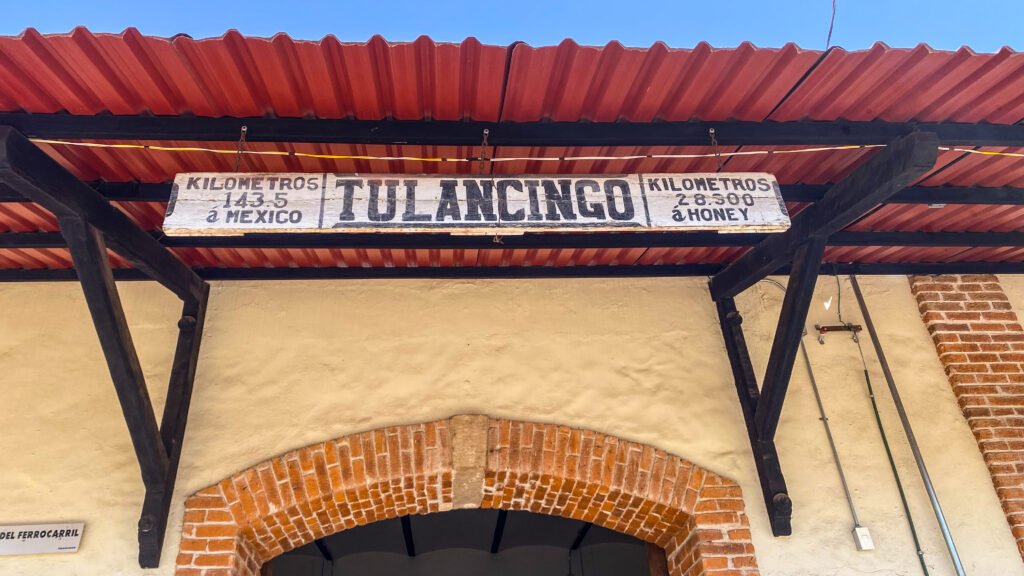 KILOMETROS
143.5
á MEXICO
TULANCINGO
KILOMETROS
28.300
á HONEY
DEL FERROCARRIL